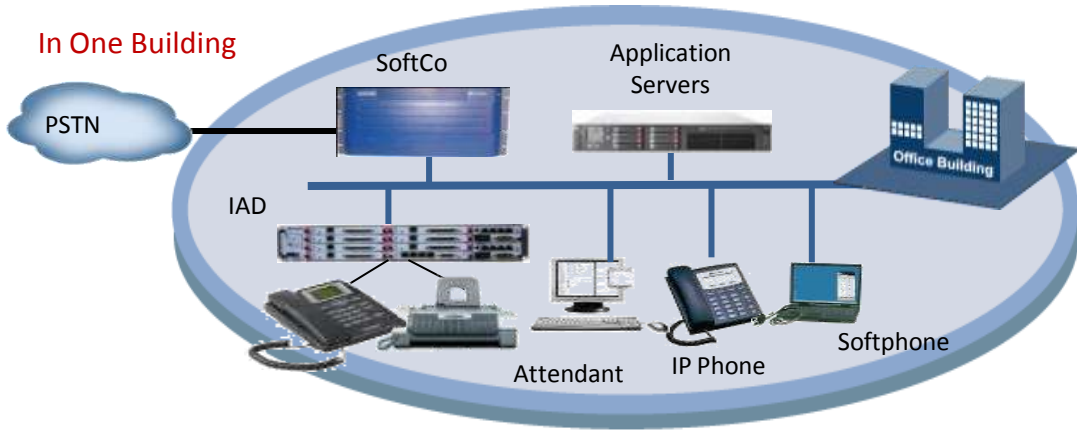 In One Building
SoftCo
Application
Servers
PSTN
Office Building
IAD
Attendant
IP Phone
Softphone